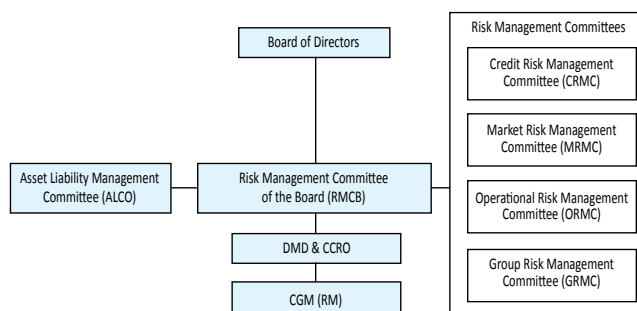 Board of Directors
Asset Liability Management
Committee (ALCO)
Risk Management Committee
of the Board (RMCB)
DMD & CCRO
CGM (RM)
Risk Management Committees
Credit Risk Management
Committee (CRMC)
Market Risk Management
Committee (MRMC)
Operational Risk Management
Committee (ORMC)
Group Risk Management
Committee (GRMC)